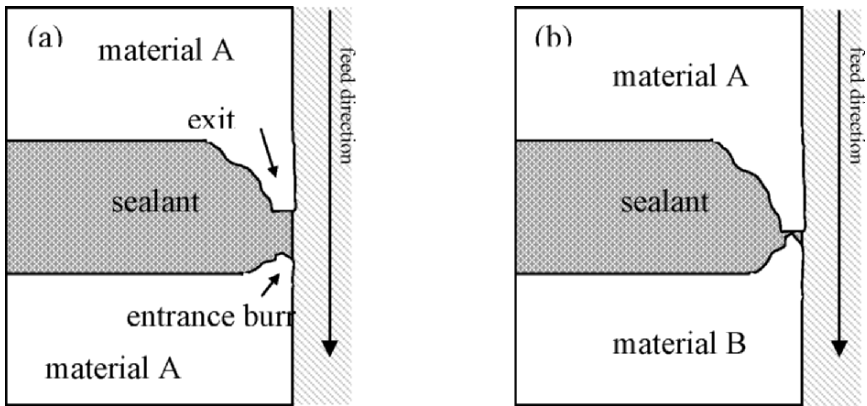 (a)
material A
feed direction
exit
sealant
entrance burr
material A
(b)
material A
feed direction
sealant
material B